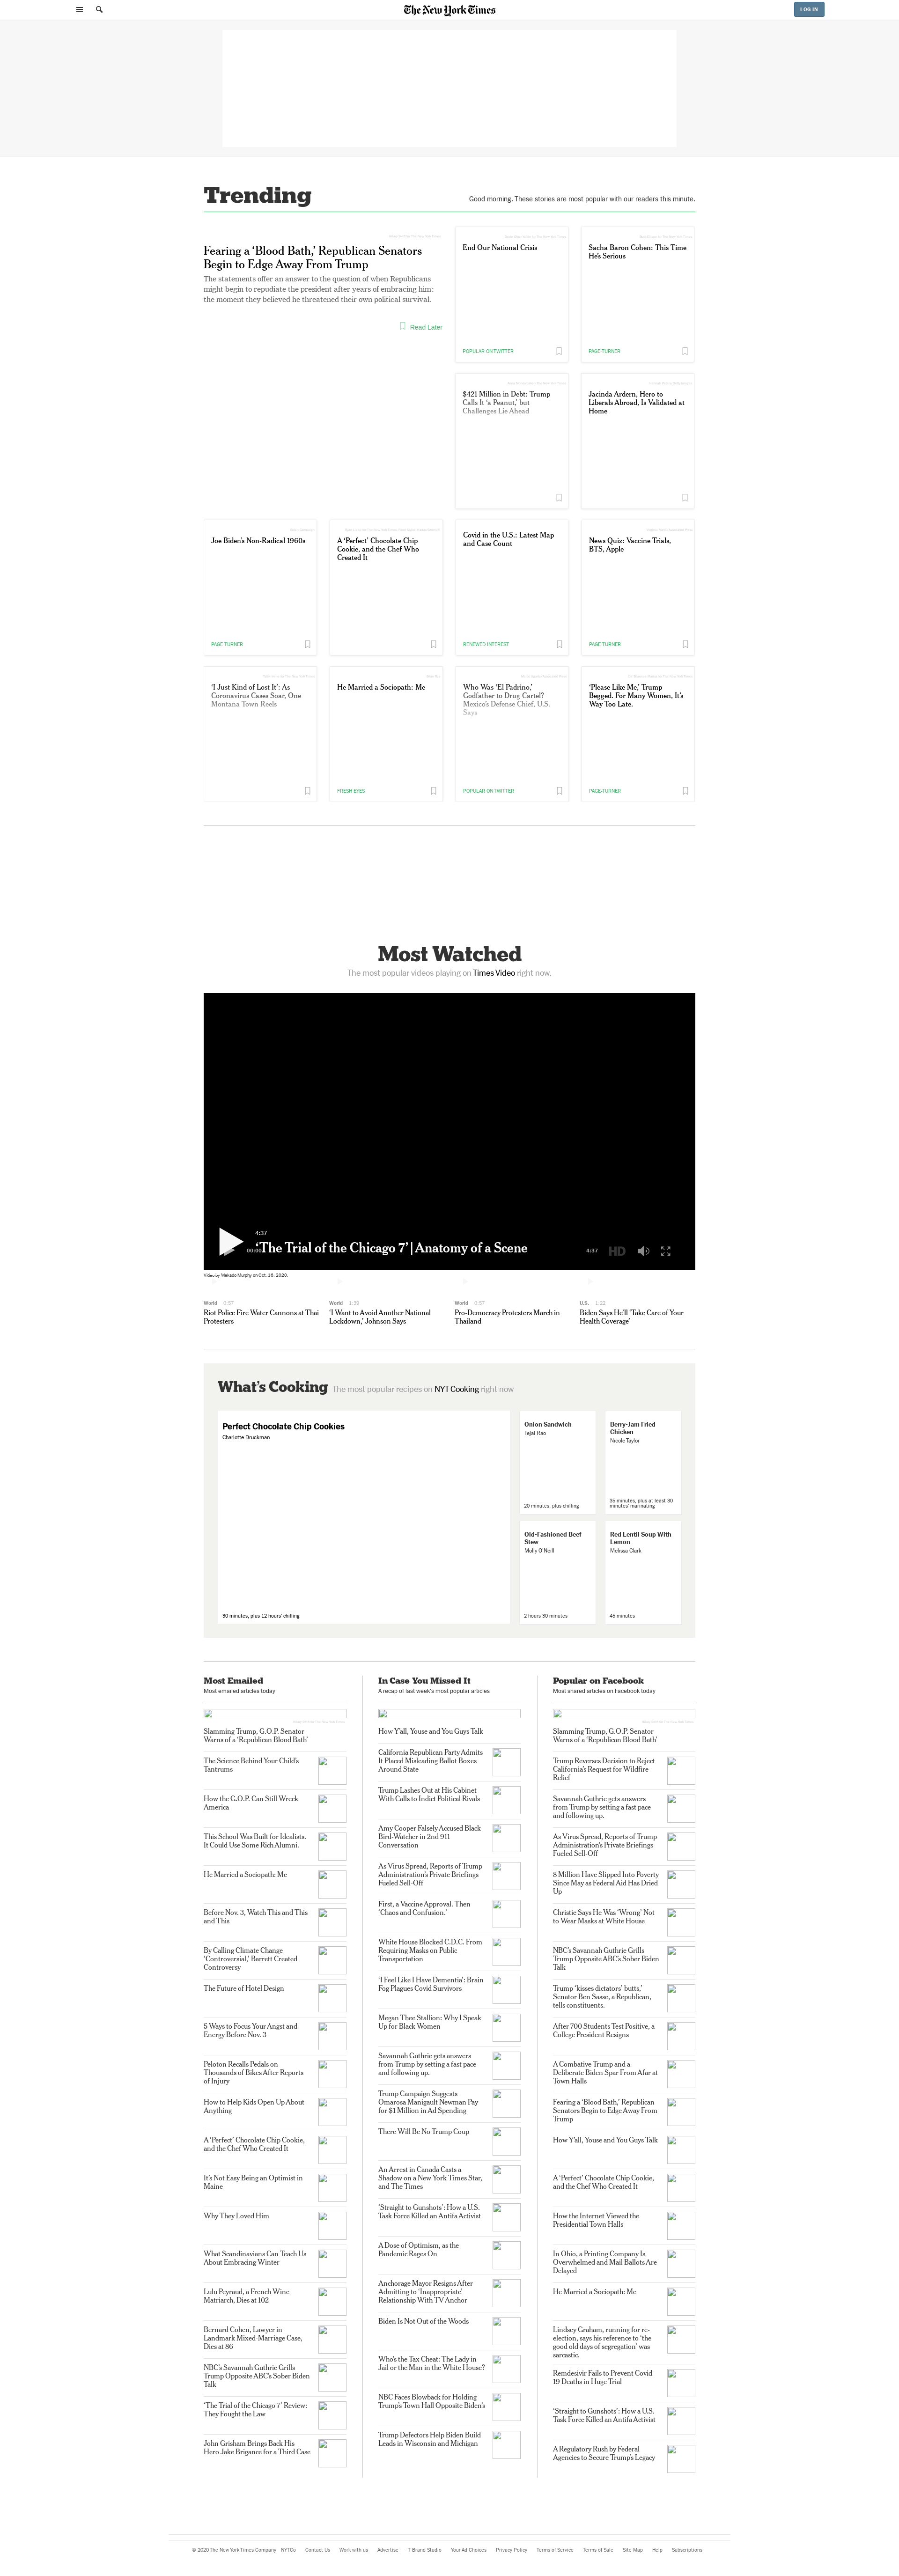 The New York Times
LOG IN
Trending
Good morning. These stories are most popular with our readers this minute.
Fearing a ‘Blood Bath,’ Republican Senators
Begin to Edge Away From Trump
The statements offer an answer to the question of when Republicans
might begin to repudiate the president after years of embracing him:
the moment they believed he threatened their own political survival.
Read Later
End Our National Crisis
POPULAR ON TWITTER
Sacha Baron Cohen: This Time
He’s Serious
PAGE-TURNER
$421 Million in Debt: Trump
Calls It ‘a Peanut,’ but
Challenges Lie Ahead
Jacinda Ardern, Hero to
Liberals Abroad, Is Validated at
Home
Joe Biden’s Non-Radical 1960s
PAGE-TURNER
A ‘Perfect’ Chocolate Chip
Cookie, and the Chef Who
Created It
Covid in the U.S.: Latest Map
and Case Count
RENEWED INTEREST
News Quiz: Vaccine Trials,
BTS, Apple
PAGE-TURNER
‘I Just Kind of Lost It’: As
Coronavirus Cases Soar, One
Montana Town Reels
He Married a Sociopath: Me
FRESH EYES
Who Was ‘El Padrino,’
Godfather to Drug Cartel?
Mexico’s Defense Chief, U.S.
Says
POPULAR ON TWITTER
‘Please Like Me,’ Trump
Begged. For Many Women, It’s
Way Too Late.
PAGE-TURNER
Most Watched
The most popular videos playing on Times Video right now.
4:37
00:00
‘The Trial of the Chicago 7’ | Anatomy of a Scene
4:37
HD
Mekado Murphy on Oct. 16, 2020.
World 0:57
Riot Police Fire Water Cannons at Thai
Protesters
World 1:39
‘I Want to Avoid Another National
Lockdown,’ Johnson Says
World 0:57
Pro-Democracy Protesters March in
Thailand
U.S. 1:22
Biden Says He’ll ‘Take Care of Your
Health Coverage’
What’s Cooking The most popular recipes on NYT Cooking right now
Perfect Chocolate Chip Cookies
Charlotte Druckman
30 minutes, plus 12 hours' chilling
Onion Sandwich
Tejal Rao
20 minutes, plus chilling
Berry-Jam Fried
Chicken
Nicole Taylor
35 minutes, plus at least 30
minutes' marinating
Old-Fashioned Beef
Stew
Molly O'Neill
2 hours 30 minutes
Red Lentil Soup With
Lemon
Melissa Clark
45 minutes
Most Emailed
Most emailed articles today
Slamming Trump, G.O.P. Senator
Warns of a ‘Republican Blood Bath’
The Science Behind Your Child’s
Tantrums
How the G.O.P. Can Still Wreck
America
This School Was Built for Idealists.
It Could Use Some Rich Alumni.
He Married a Sociopath: Me
Before Nov. 3, Watch This and This
and This
By Calling Climate Change
‘Controversial,’ Barrett Created
Controversy
The Future of Hotel Design
5 Ways to Focus Your Angst and
Energy Before Nov. 3
Peloton Recalls Pedals on
Thousands of Bikes After Reports
of Injury
How to Help Kids Open Up About
Anything
A ‘Perfect’ Chocolate Chip Cookie,
and the Chef Who Created It
It’s Not Easy Being an Optimist in
Maine
Why They Loved Him
What Scandinavians Can Teach Us
About Embracing Winter
Lulu Peyraud, a French Wine
Matriarch, Dies at 102
Bernard Cohen, Lawyer in
Landmark Mixed-Marriage Case,
Dies at 86
NBC’s Savannah Guthrie Grills
Trump Opposite ABC’s Sober Biden
Talk
‘The Trial of the Chicago 7’ Review:
They Fought the Law
John Grisham Brings Back His
Hero Jake Brigance for a Third Case
In Case You Missed It
A recap of last week’s most popular articles
How Y’all, Youse and You Guys Talk
California Republican Party Admits
It Placed Misleading Ballot Boxes
Around State
Trump Lashes Out at His Cabinet
With Calls to Indict Political Rivals
Amy Cooper Falsely Accused Black
Bird-Watcher in 2nd 911
Conversation
As Virus Spread, Reports of Trump
Administration’s Private Briefings
Fueled Sell-Off
First, a Vaccine Approval. Then
‘Chaos and Confusion.’
White House Blocked C.D.C. From
Requiring Masks on Public
Transportation
‘I Feel Like I Have Dementia’: Brain
Fog Plagues Covid Survivors
Megan Thee Stallion: Why I Speak
Up for Black Women
Savannah Guthrie gets answers
from Trump by setting a fast pace
and following up.
Trump Campaign Suggests
Omarosa Manigault Newman Pay
for $1 Million in Ad Spending
There Will Be No Trump Coup
An Arrest in Canada Casts a
Shadow on a New York Times Star,
and The Times
‘Straight to Gunshots’: How a U.S.
Task Force Killed an Antifa Activist
A Dose of Optimism, as the
Pandemic Rages On
Anchorage Mayor Resigns After
Admitting to ‘Inappropriate’
Relationship With TV Anchor
Biden Is Not Out of the Woods
Who’s the Tax Cheat: The Lady in
Jail or the Man in the White House?
NBC Faces Blowback for Holding
Trump’s Town Hall Opposite Biden’s
Trump Defectors Help Biden Build
Leads in Wisconsin and Michigan
Popular on Facebook
Most shared articles on Facebook today
Slamming Trump, G.O.P. Senator
Warns of a ‘Republican Blood Bath’
Trump Reverses Decision to Reject
California’s Request for Wildfire
Relief
Savannah Guthrie gets answers
from Trump by setting a fast pace
and following up.
As Virus Spread, Reports of Trump
Administration’s Private Briefings
Fueled Sell-Off
8 Million Have Slipped Into Poverty
Since May as Federal Aid Has Dried
Up
Christie Says He Was ‘Wrong’ Not
to Wear Masks at White House
NBC’s Savannah Guthrie Grills
Trump Opposite ABC’s Sober Biden
Talk
Trump ‘kisses dictators’ butts,’
Senator Ben Sasse, a Republican,
tells constituents.
After 700 Students Test Positive, a
College President Resigns
A Combative Trump and a
Deliberate Biden Spar From Afar at
Town Halls
Fearing a ‘Blood Bath,’ Republican
Senators Begin to Edge Away From
Trump
How Y’all, Youse and You Guys Talk
A ‘Perfect’ Chocolate Chip Cookie,
and the Chef Who Created It
How the Internet Viewed the
Presidential Town Halls
In Ohio, a Printing Company Is
Overwhelmed and Mail Ballots Are
Delayed
He Married a Sociopath: Me
Lindsey Graham, running for re-
election, says his reference to ‘the
good old days of segregation’ was
sarcastic.
Remdesivir Fails to Prevent Covid-
19 Deaths in Huge Trial
‘Straight to Gunshots’: How a U.S.
Task Force Killed an Antifa Activist
A Regulatory Rush by Federal
Agencies to Secure Trump’s Legacy
© 2020 The New York Times Company NYTCo Contact Us Work with us Advertise T Brand Studio Your Ad Choices Privacy Policy Terms of Service Terms of Sale Site Map Help Subscriptions